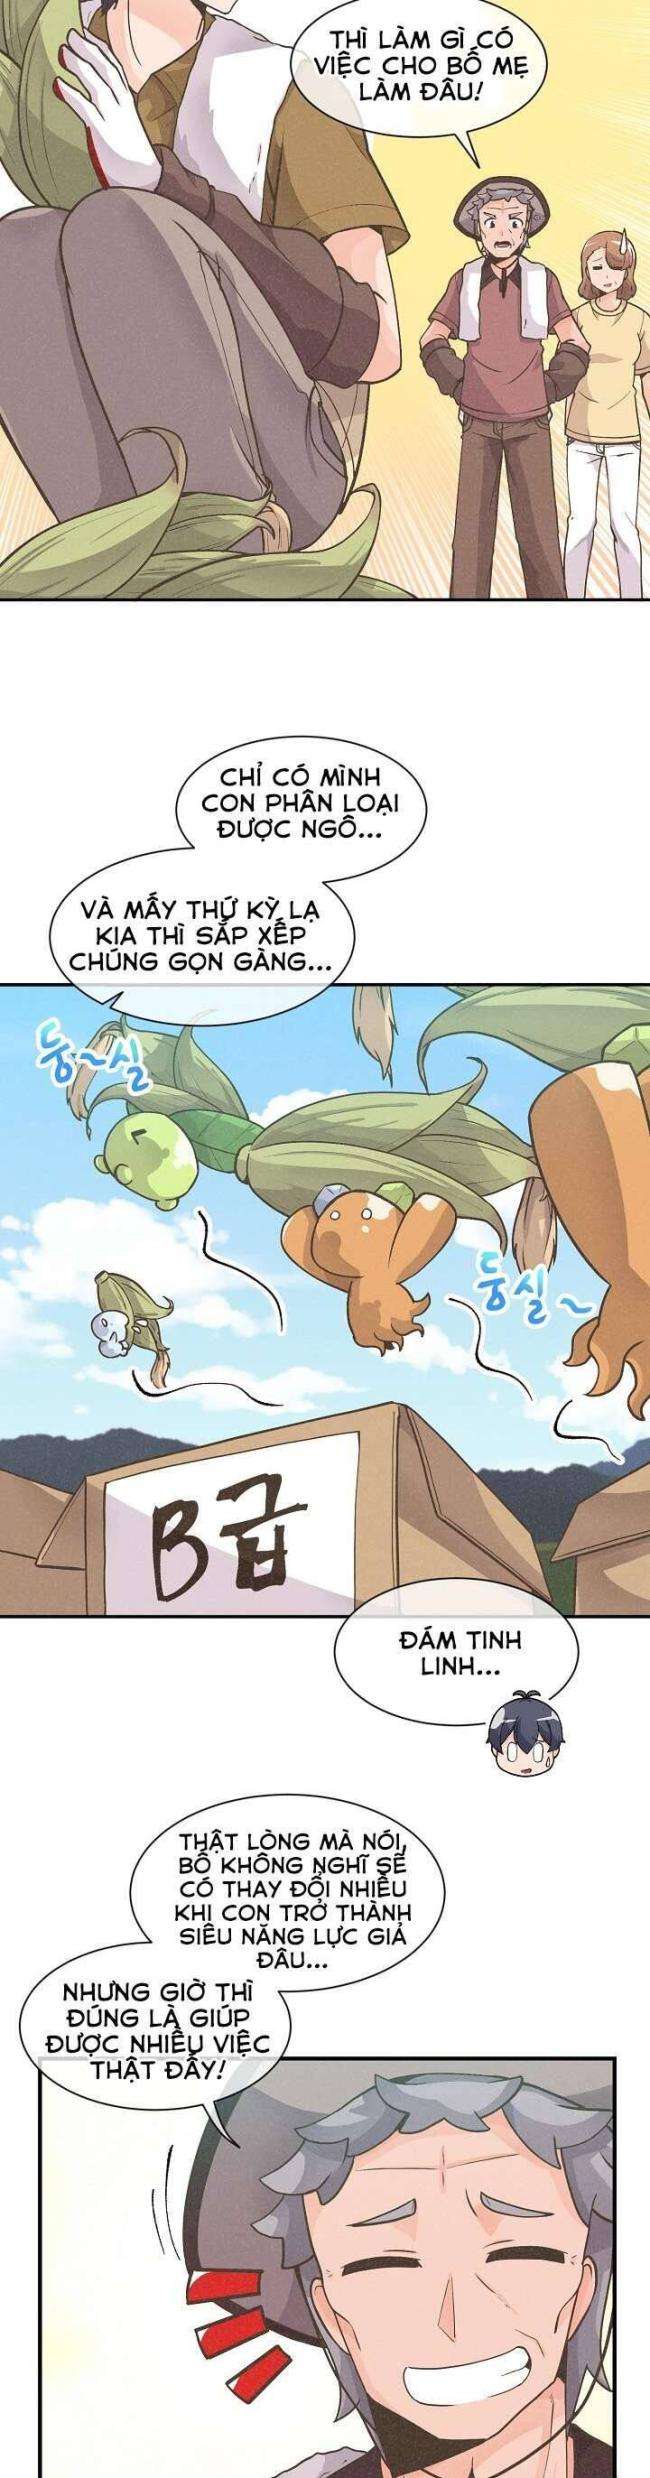 THÌ LÀM GÌ CÓ
VIỆC CHO BỐ MẸ
LÀM ĐÂU!
CHỈ CÓ MÌNH
CON PHÂN LOẠI
ĐƯỢC NGÔ...
VÀ MẤY THỨ KỲ LẠ
KIA THÌ SẮP XẾP
CHÚNG GỌN GÀNG...
둥~실
둥실~
B급
ĐÁM TINH
LINH...
THẬT LÒNG MÀ NÓI,
BỐ KHÔNG NGHĨ SẼ
CÓ THAY ĐỔI NHIỀU
KHI CON TRỞ THÀNH
SIÊU NĂNG LỰC GIẢ
ĐÂU...
NHƯNG GIỜ THÌ
ĐÚNG LÀ GIÚP
ĐƯỢC NHIỀU VIỆC
THẬT ĐẤY!